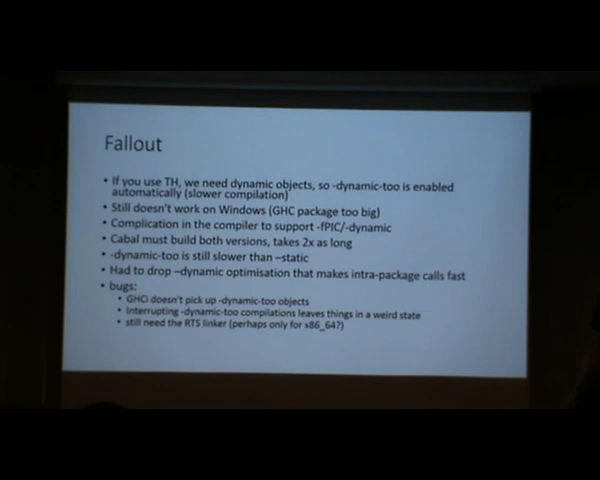 Fallout
• If you use TH, we need dynamic objects, so -dynamic-too is enabled
automatically (slower compilation)
• Still doesn't work on Windows (GHC package too big)
• Complication in the compiler to support -fPIC/-dynamic
• Cabal must build both versions, takes 2x as long
• -dynamic-too is still slower than –static
• Had to drop –dynamic optimisation that makes intra-package calls fast
• bugs:
• GHCi doesn't pick up -dynamic-too objects
• Interrupting -dynamic-too compilations leaves things in a weird state
• still need the RTS linker (perhaps only for x86_64?)